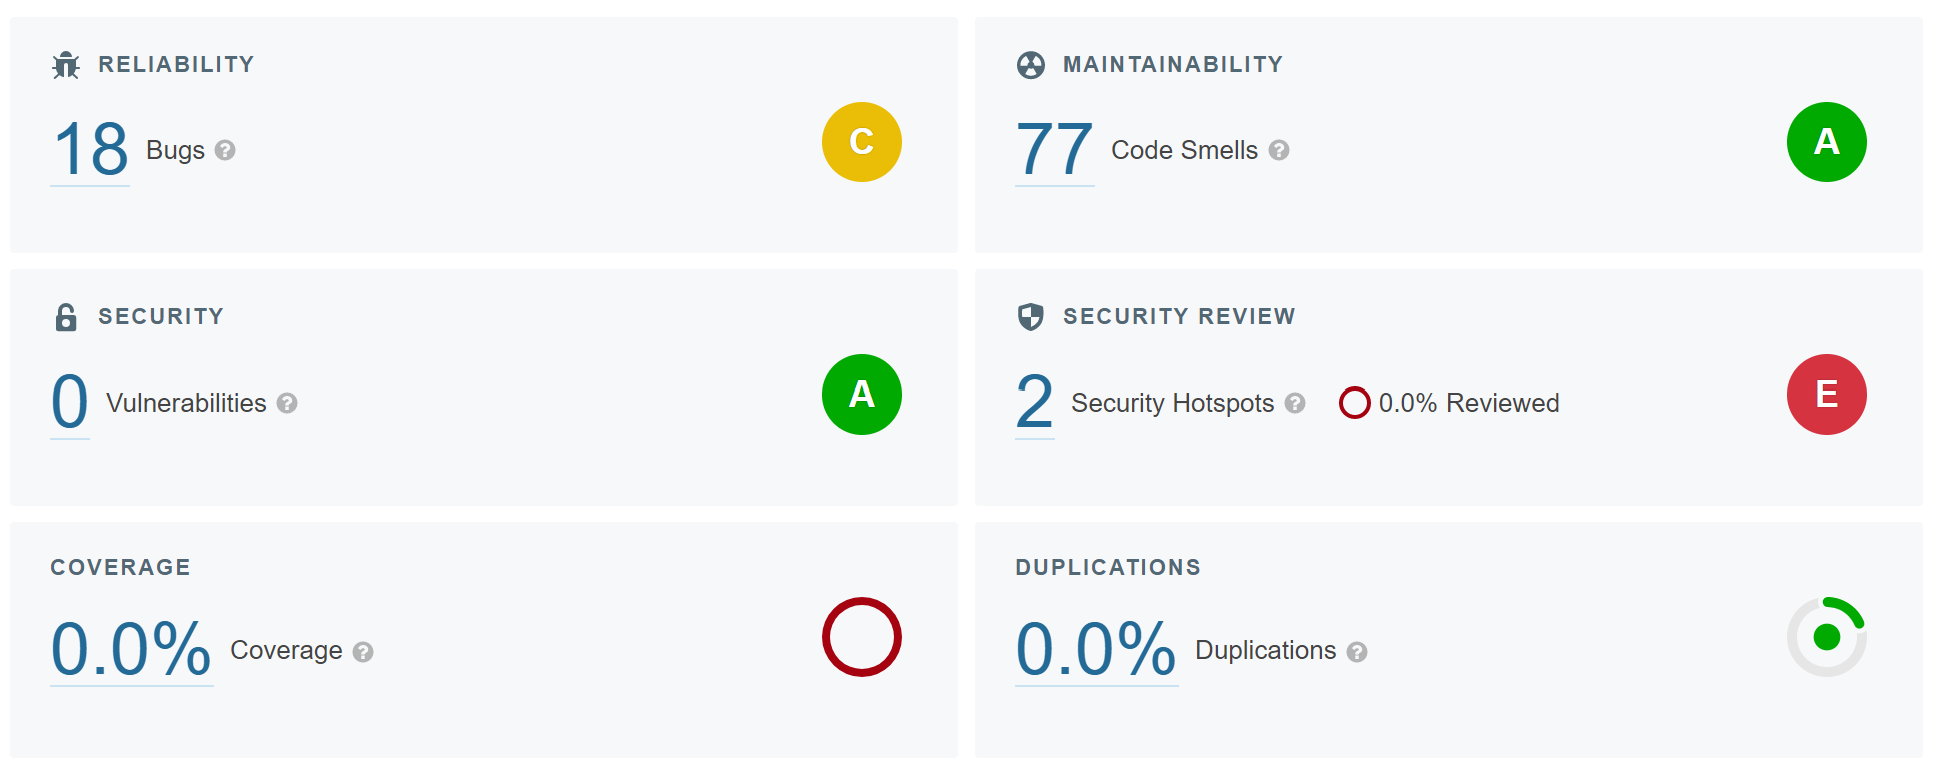 RELIABILITY
18 Bugs ?
C
MAINTAINABILITY
77 Code Smells ?
A
SECURITY
0 Vulnerabilities ?
A
SECURITY REVIEW
2 Security Hotspots ? 0.0% Reviewed
E
COVERAGE
0.0% Coverage ?
DUPLICATIONS
0.0% Duplications ?